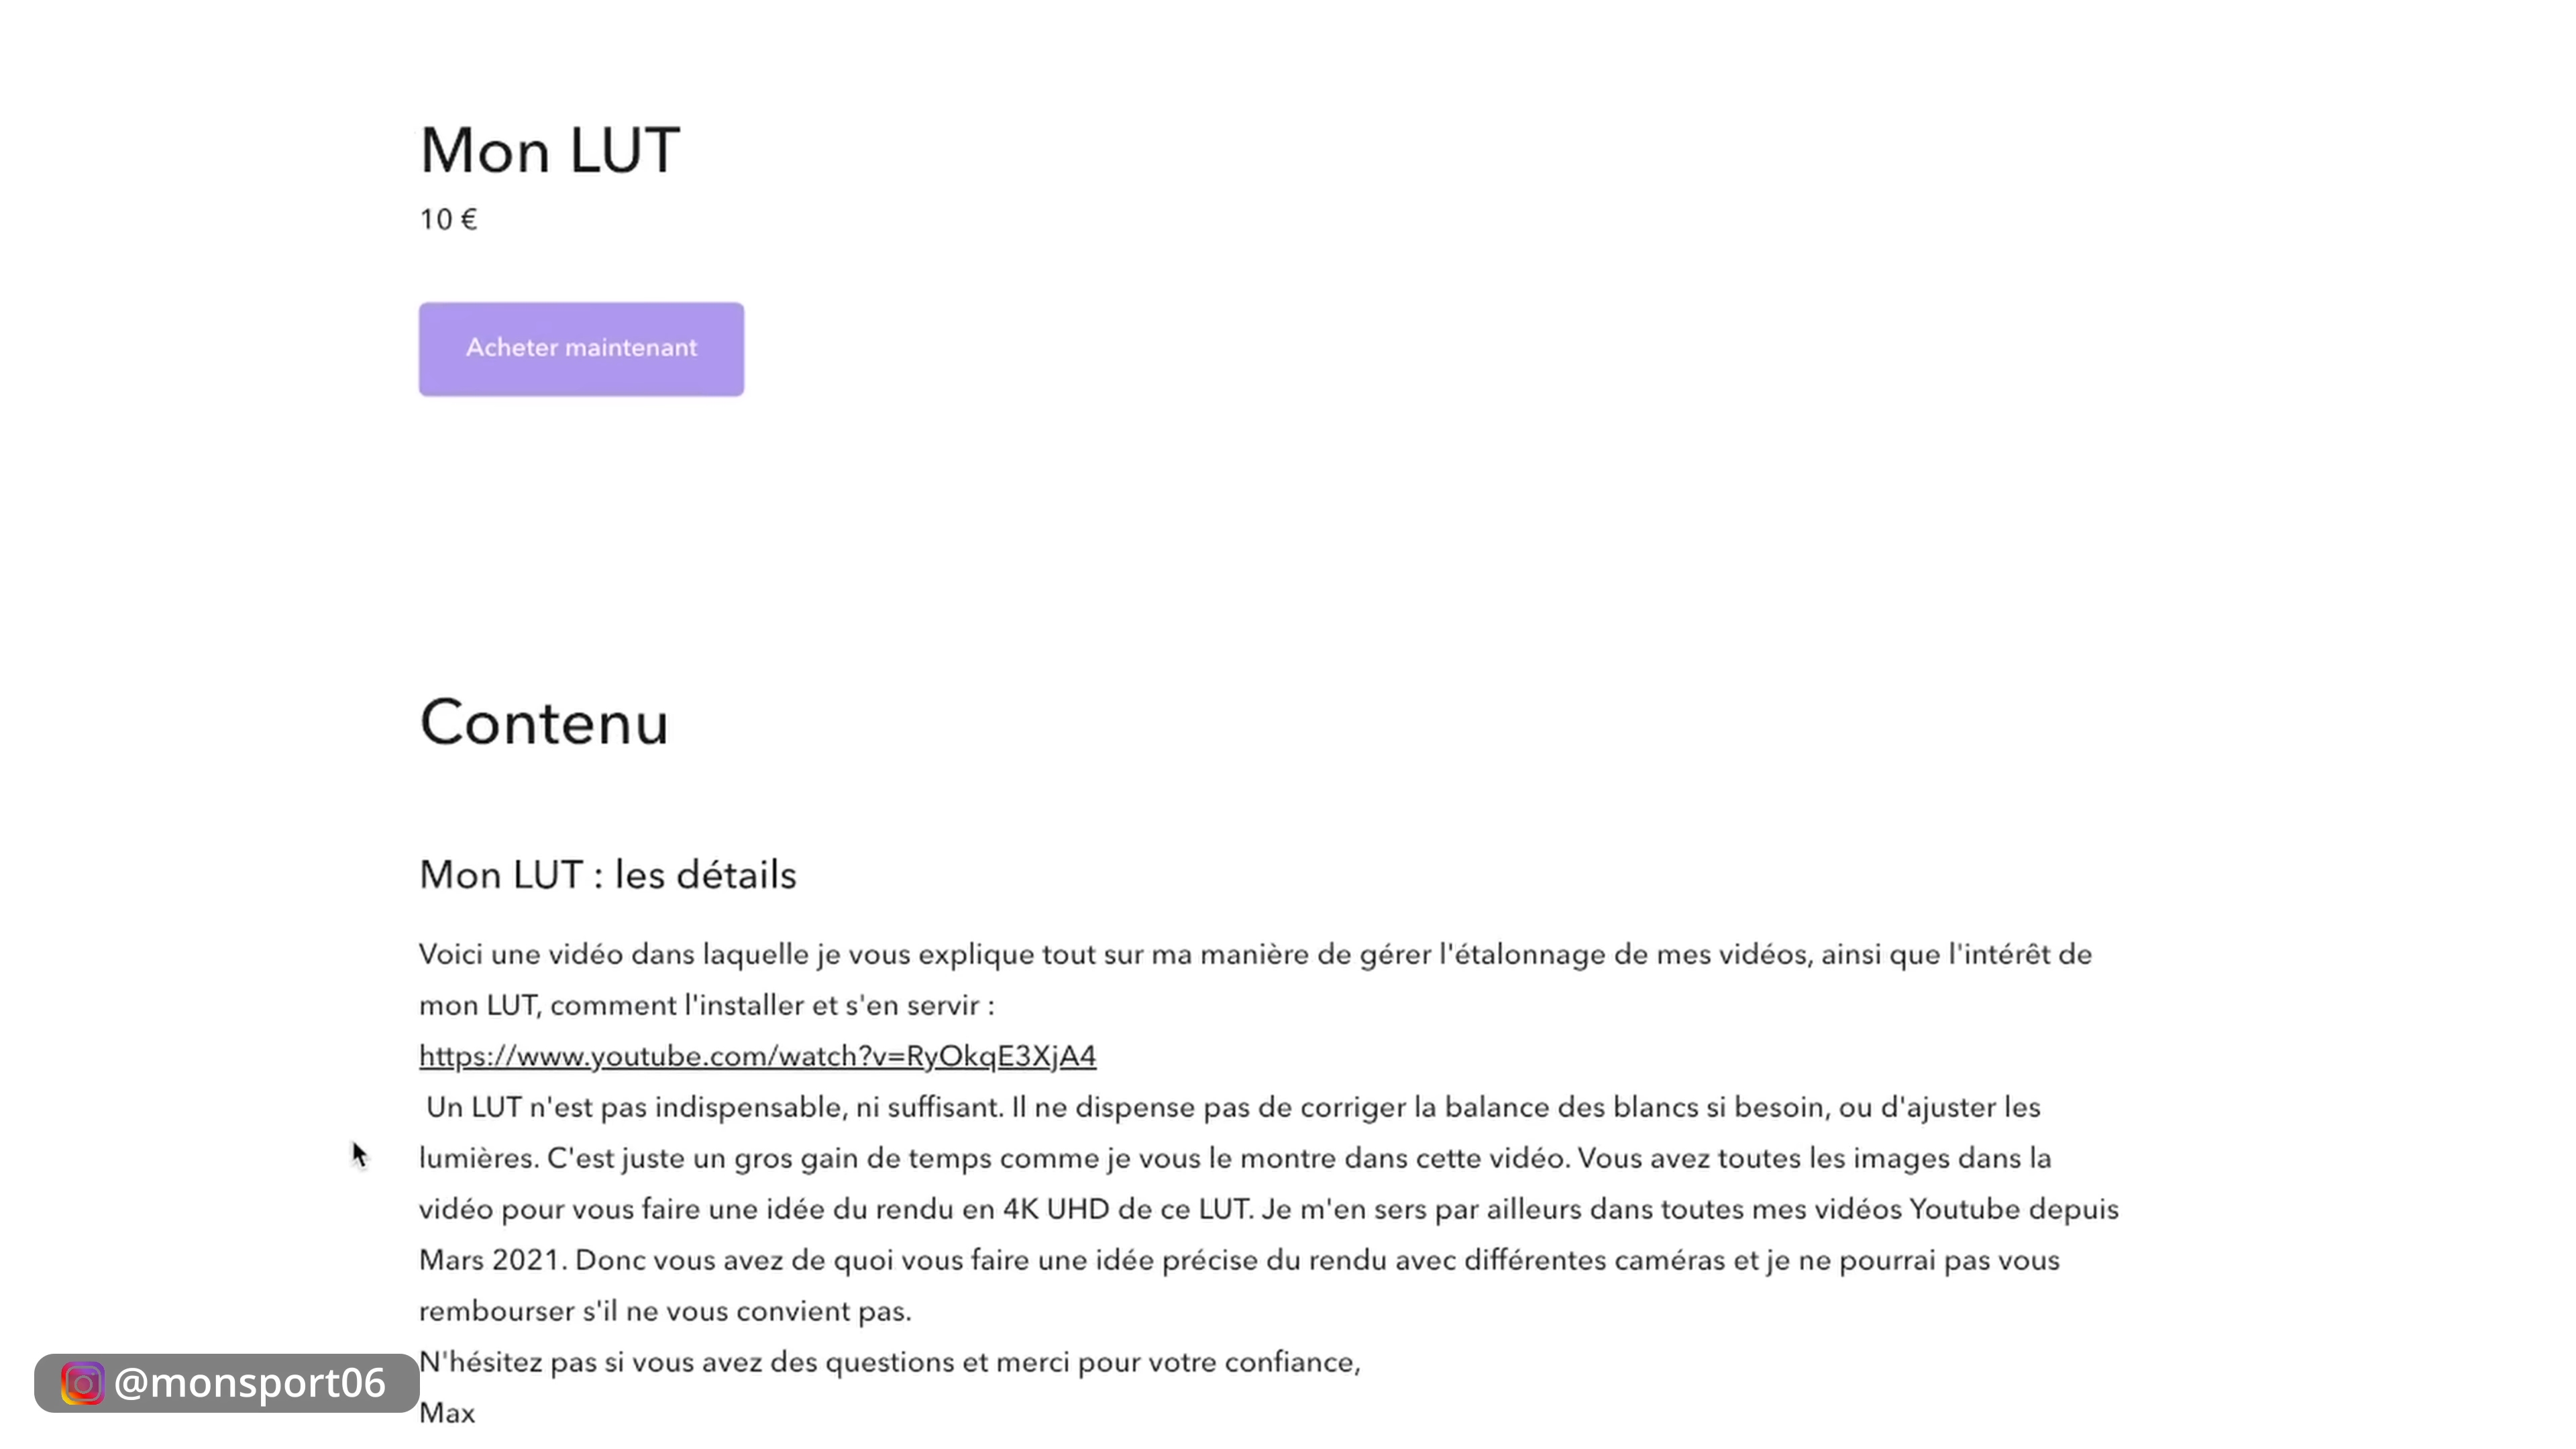 Mon LUT
10 €
Acheter maintenant
Contenu
Mon LUT : les détails
Voici une vidéo dans laquelle je vous explique tout sur ma manière de gérer l'étalonnage de mes vidéos, ainsi que l'intérêt de
mon LUT, comment l'installer et s'en servir :
https://www.youtube.com/watch?v=RyOkqE3XjA4
Un LUT n'est pas indispensable, ni suffisant. Il ne dispense pas de corriger la balance des blancs si besoin, ou d'ajuster les
lumières. C'est juste un gros gain de temps comme je vous le montre dans cette vidéo. Vous avez toutes les images dans la
vidéo pour vous faire une idée du rendu en 4K UHD de ce LUT. Je m'en sers par ailleurs dans toutes mes vidéos Youtube depuis
Mars 2021. Donc vous avez de quoi vous faire une idée précise du rendu avec différentes caméras et je ne pourrai pas vous
rembourser s'il ne vous convient pas.
N'hésitez pas si vous avez des questions et merci pour votre confiance,
Max
@monsport06